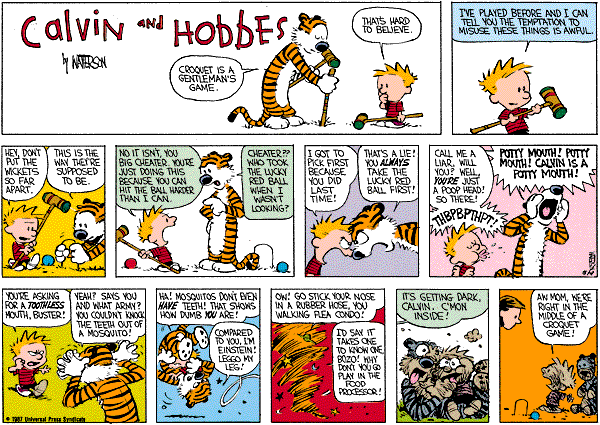 Calvin and Hobbes
by WATTERSON
CROQUET IS A
GENTLEMAN'S
GAME.
THAT'S HARD
TO BELIEVE.
I'VE PLAYED BEFORE AND I CAN
TELL YOU THE TEMPTATION TO
MISUSE THESE THINGS IS AWFUL.
HEY, DON'T
PUT THE
WICKETS
SO FAR
APART.
THIS IS THE
WAY THEY'RE
SUPPOSED
TO BE.
NO IT ISN'T, YOU
BIG CHEATER. YOU'RE
JUST DOING THIS
BECAUSE YOU CAN
HIT THE BALL HARDER
THAN I CAN.
CHEATER??
WHO TOOK
THE LUCKY
RED BALL
WHEN I
WASN'T
LOOKING?
I GOT TO
PICK FIRST
BECAUSE
YOU DID
LAST
TIME!
THAT'S A LIE!
YOU ALWAYS
TAKE THE
LUCKY RED
BALL FIRST!
CALL ME A
LIAR, WILL
YOU? WELL,
YOU'RE JUST
A POOP HEAD!
SO THERE!
THBPBPTHPT!
POTTY MOUTH! POTTY
MOUTH! CALVIN IS A
POTTY MOUTH!
YOU'RE ASKING
FOR A TOOTHLESS
MOUTH, BUSTER!
YEAH? SAYS YOU
AND WHAT ARMY?
YOU COULDN'T KNOCK
THE TEETH OUT OF
A MOSQUITO!
HA! MOSQUITOS DON'T EVEN
HAVE TEETH! THAT SHOWS
HOW DUMB YOU ARE!
COMPARED
TO YOU, I'M
EINSTEIN!
LEGGO MY
LEG!
OW! GO STICK YOUR NOSE
IN A RUBBER HOSE, YOU
WALKING FLEA CONDO!
I'D SAY IT
TAKES ONE
TO KNOW ONE,
BOZO! WHY
DON'T YOU GO
PLAY IN THE
FOOD
PROCESSOR!
IT'S GETTING DARK,
CALVIN. C'MON
INSIDE!
AW MOM, WE'RE
RIGHT IN THE
MIDDLE OF A
CROQUET
GAME!
© 1987 Universal Press Syndicate